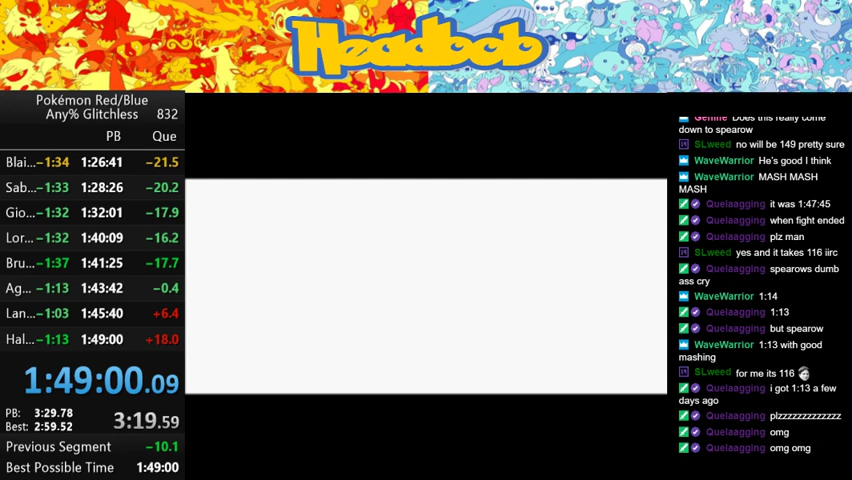 Headbob
Pokémon Red/Blue
Any% Glitchless 832
PB Que
Blai... −1:34 1:26:41 −21.5
Sab... −1:33 1:28:26 −20.2
Gio... −1:32 1:32:01 −17.9
Lor... −1:32 1:40:09 −16.2
Bru... −1:37 1:41:25 −17.7
Ag... −1:13 1:43:42 −0.4
Lan... −1:03 1:45:40 +6.4
Hal... −1:13 1:49:00 +18.0
1:49:00.09
PB: 3:29.78
Best: 2:59.52
3:19.59
Previous Segment −10.1
Best Possible Time 1:49:00
Does this really come
down to spearow
SLweed no will be 149 pretty sure
WaveWarrior He's good I think
WaveWarrior MASH MASH
MASH
Quelaagging it was 1:47:45
Quelaagging when fight ended
Quelaagging plz man
SLweed yes and it takes 116 iirc
Quelaagging spearows dumb
ass cry
WaveWarrior 1:14
Quelaagging 1:13
Quelaagging but spearow
WaveWarrior 1:13 with good
mashing
SLweed for me its 116
Quelaagging i got 1:13 a few
days ago
Quelaagging plzzzzzzzzzzzzz
Quelaagging omg
Quelaagging omg omg